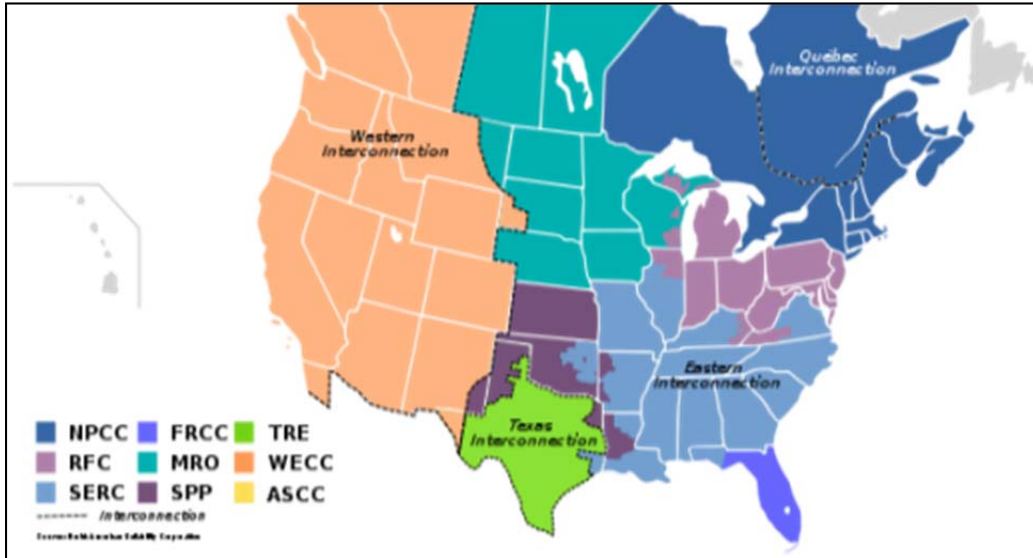 Québec
Interconnection
Western
Interconnection
Eastern
Interconnection
Texas
Interconnection
NPCC FRCC TRE
RFC MRO WECC
SERC SPP ASCC
Interconnection